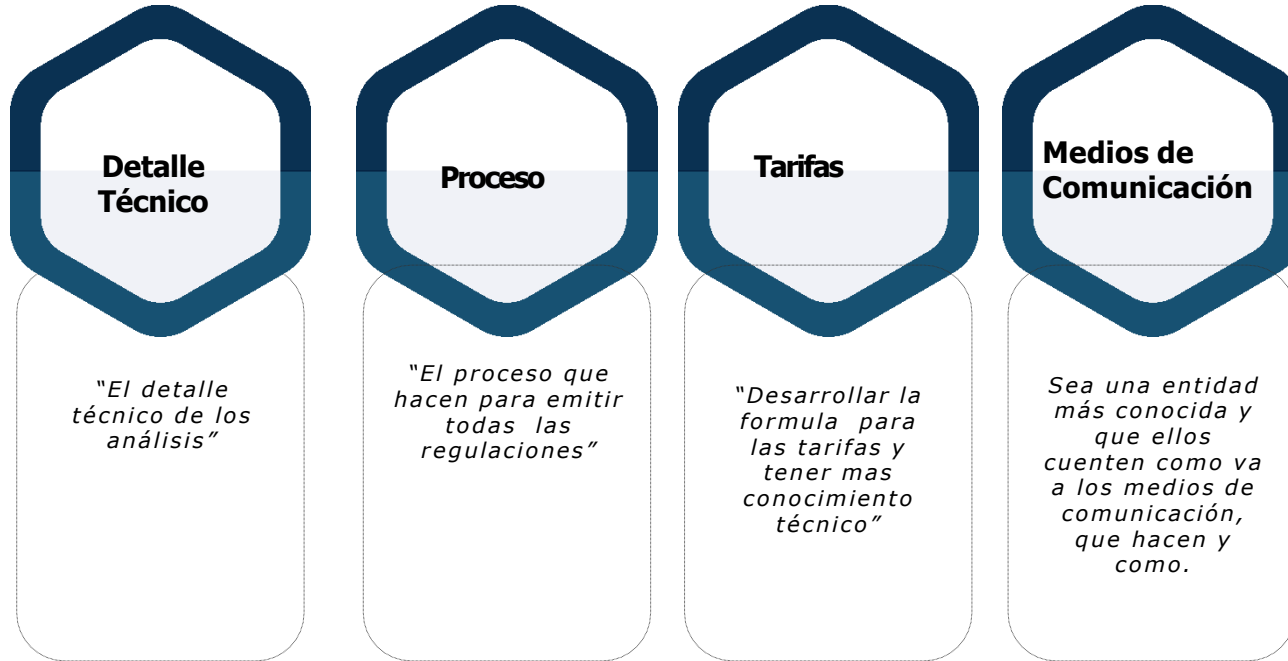 Detalle
Técnico
"El detalle
técnico de los
análisis"
Proceso
"El proceso que
hacen para emitir
todas las
regulaciones"
Tarifas
"Desarrollar la
formula para
las tarifas y
tener mas
conocimiento
técnico"
Medios de
Comunicación
Sea una entidad
más conocida y
que ellos
cuenten como va
a los medios de
comunicación,
que hacen y
como.